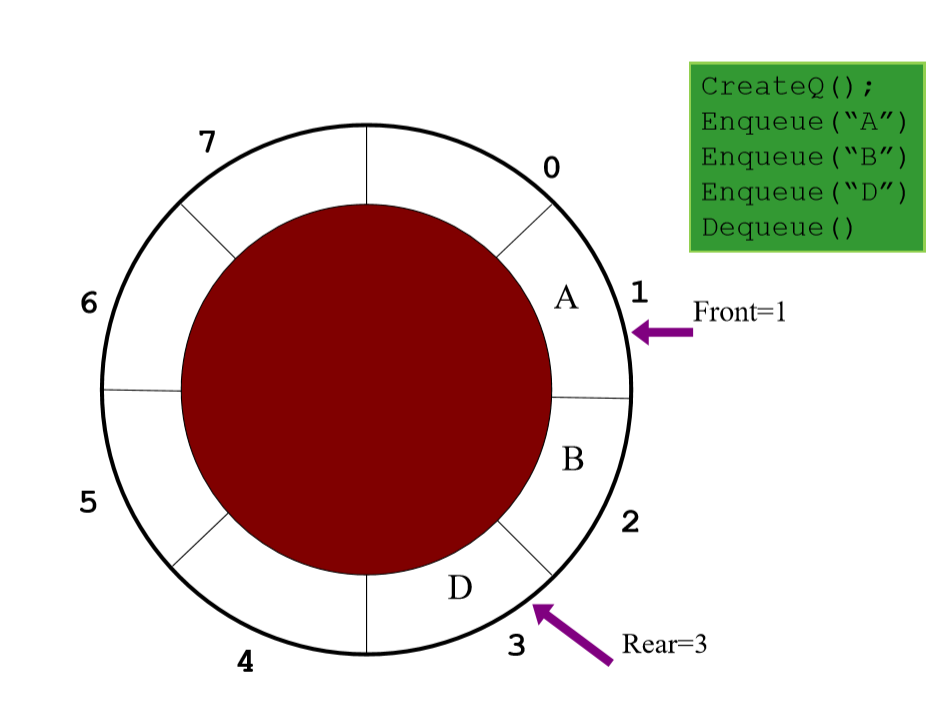 CreateQ();
Enqueue(“A”)
Enqueue(“B”)
Enqueue(“D”)
Dequeue()
7
0
6
A
1
Front=1
B
5
2
D
3
Rear=3
4